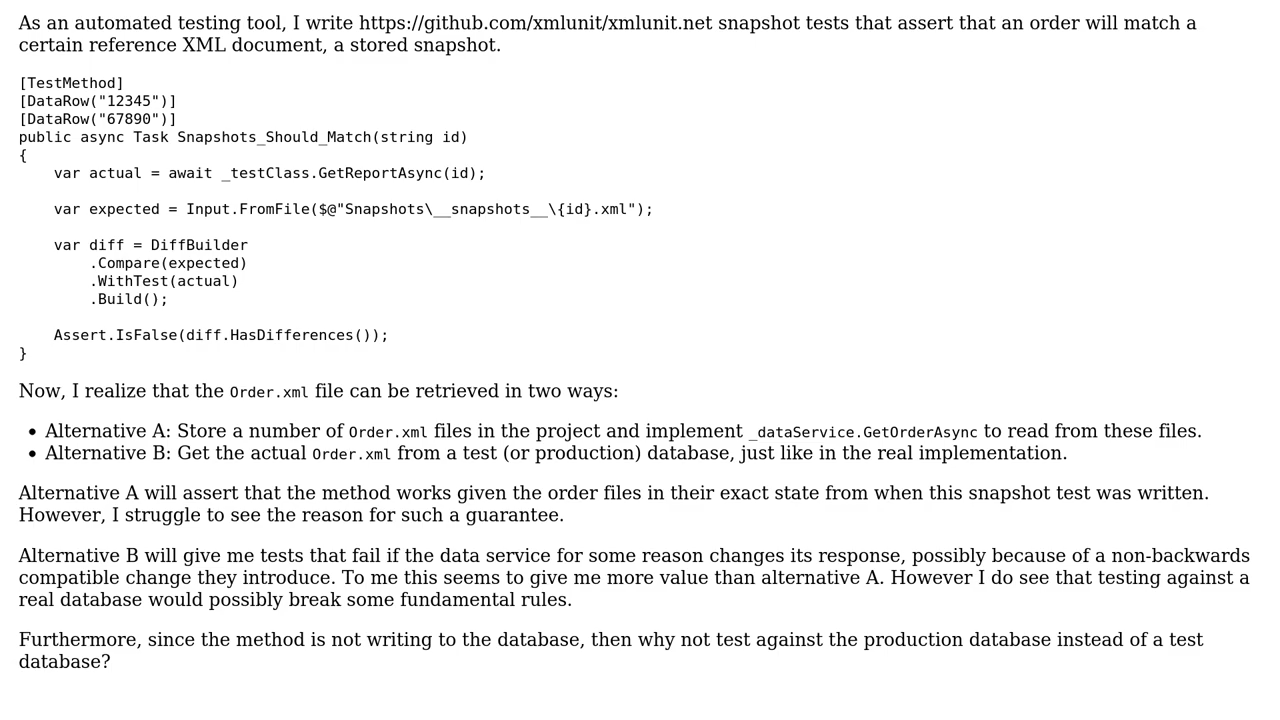 As an automated testing tool, I write https://github.com/xmlunit/xmlunit.net snapshot tests that assert that an order will match a
certain reference XML document, a stored snapshot.
[TestMethod]
[DataRow("12345")]
[DataRow("67890")]
public async Task Snapshots_Should_Match(string id)
{
    var actual = await _testClass.GetReportAsync(id);
    var expected = Input.FromFile($@"Snapshots\__snapshots__\{id}.xml");
    var diff = DiffBuilder
        .Compare(expected)
        .WithTest(actual)
        .Build();
    Assert.IsFalse(diff.HasDifferences());
}
Now, I realize that the Order.xml file can be retrieved in two ways:
• Alternative A: Store a number of Order.xml files in the project and implement _dataService.GetOrderAsync to read from these files.
• Alternative B: Get the actual Order.xml from a test (or production) database, just like in the real implementation.
Alternative A will assert that the method works given the order files in their exact state from when this snapshot test was written.
However, I struggle to see the reason for such a guarantee.
Alternative B will give me tests that fail if the data service for some reason changes its response, possibly because of a non-backwards
compatible change they introduce. To me this seems to give me more value than alternative A. However I do see that testing against a
real database would possibly break some fundamental rules.
Furthermore, since the method is not writing to the database, then why not test against the production database instead of a test
database?